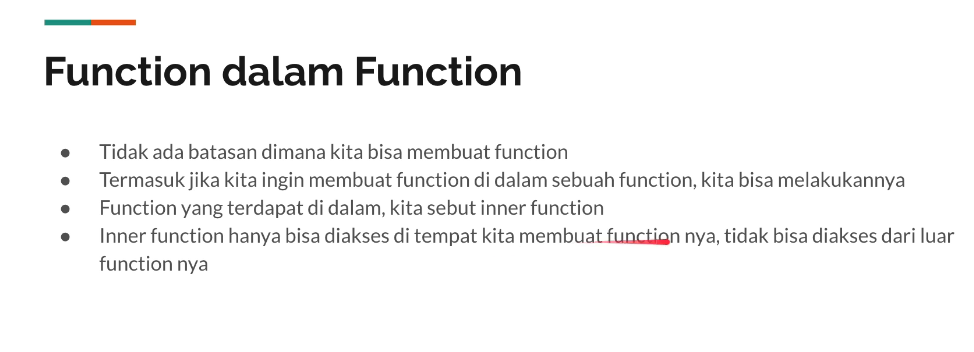 Function dalam Function
● Tidak ada batasan dimana kita bisa membuat function
● Termasuk jika kita ingin membuat function di dalam sebuah function, kita bisa melakukannya
● Function yang terdapat di dalam, kita sebut inner function
● Inner function hanya bisa diakses di tempat kita membuat function nya, tidak bisa diakses dari luar
function nya